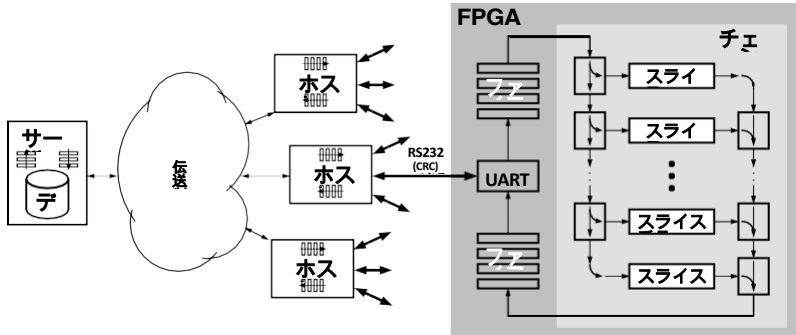 FPGA
チェ
サー
デ
伝送
ホス
ホス
ホス
RS232
(CRC)
UART
スライ
スライ
スライス
スライス